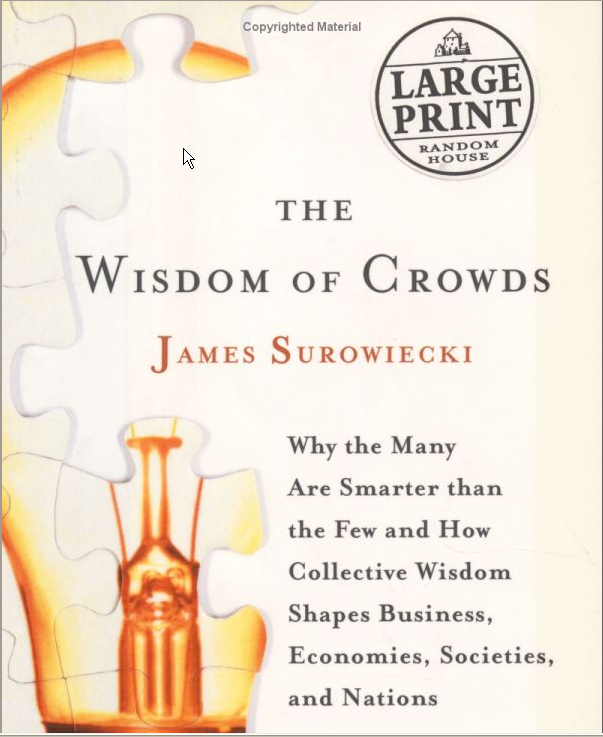 Copyrighted Material
LARGE
PRINT
RANDOM
HOUSE
THE
WISDOM OF CROWDS
JAMES SUROWIECKI
Why the Many
Are Smarter than
the Few and How
Collective Wisdom
Shapes Business,
Economies, Societies,
and Nations